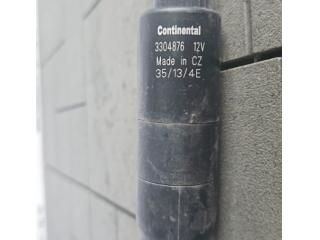 Continental
3304876 12V
Made in CZ
35/13/4E